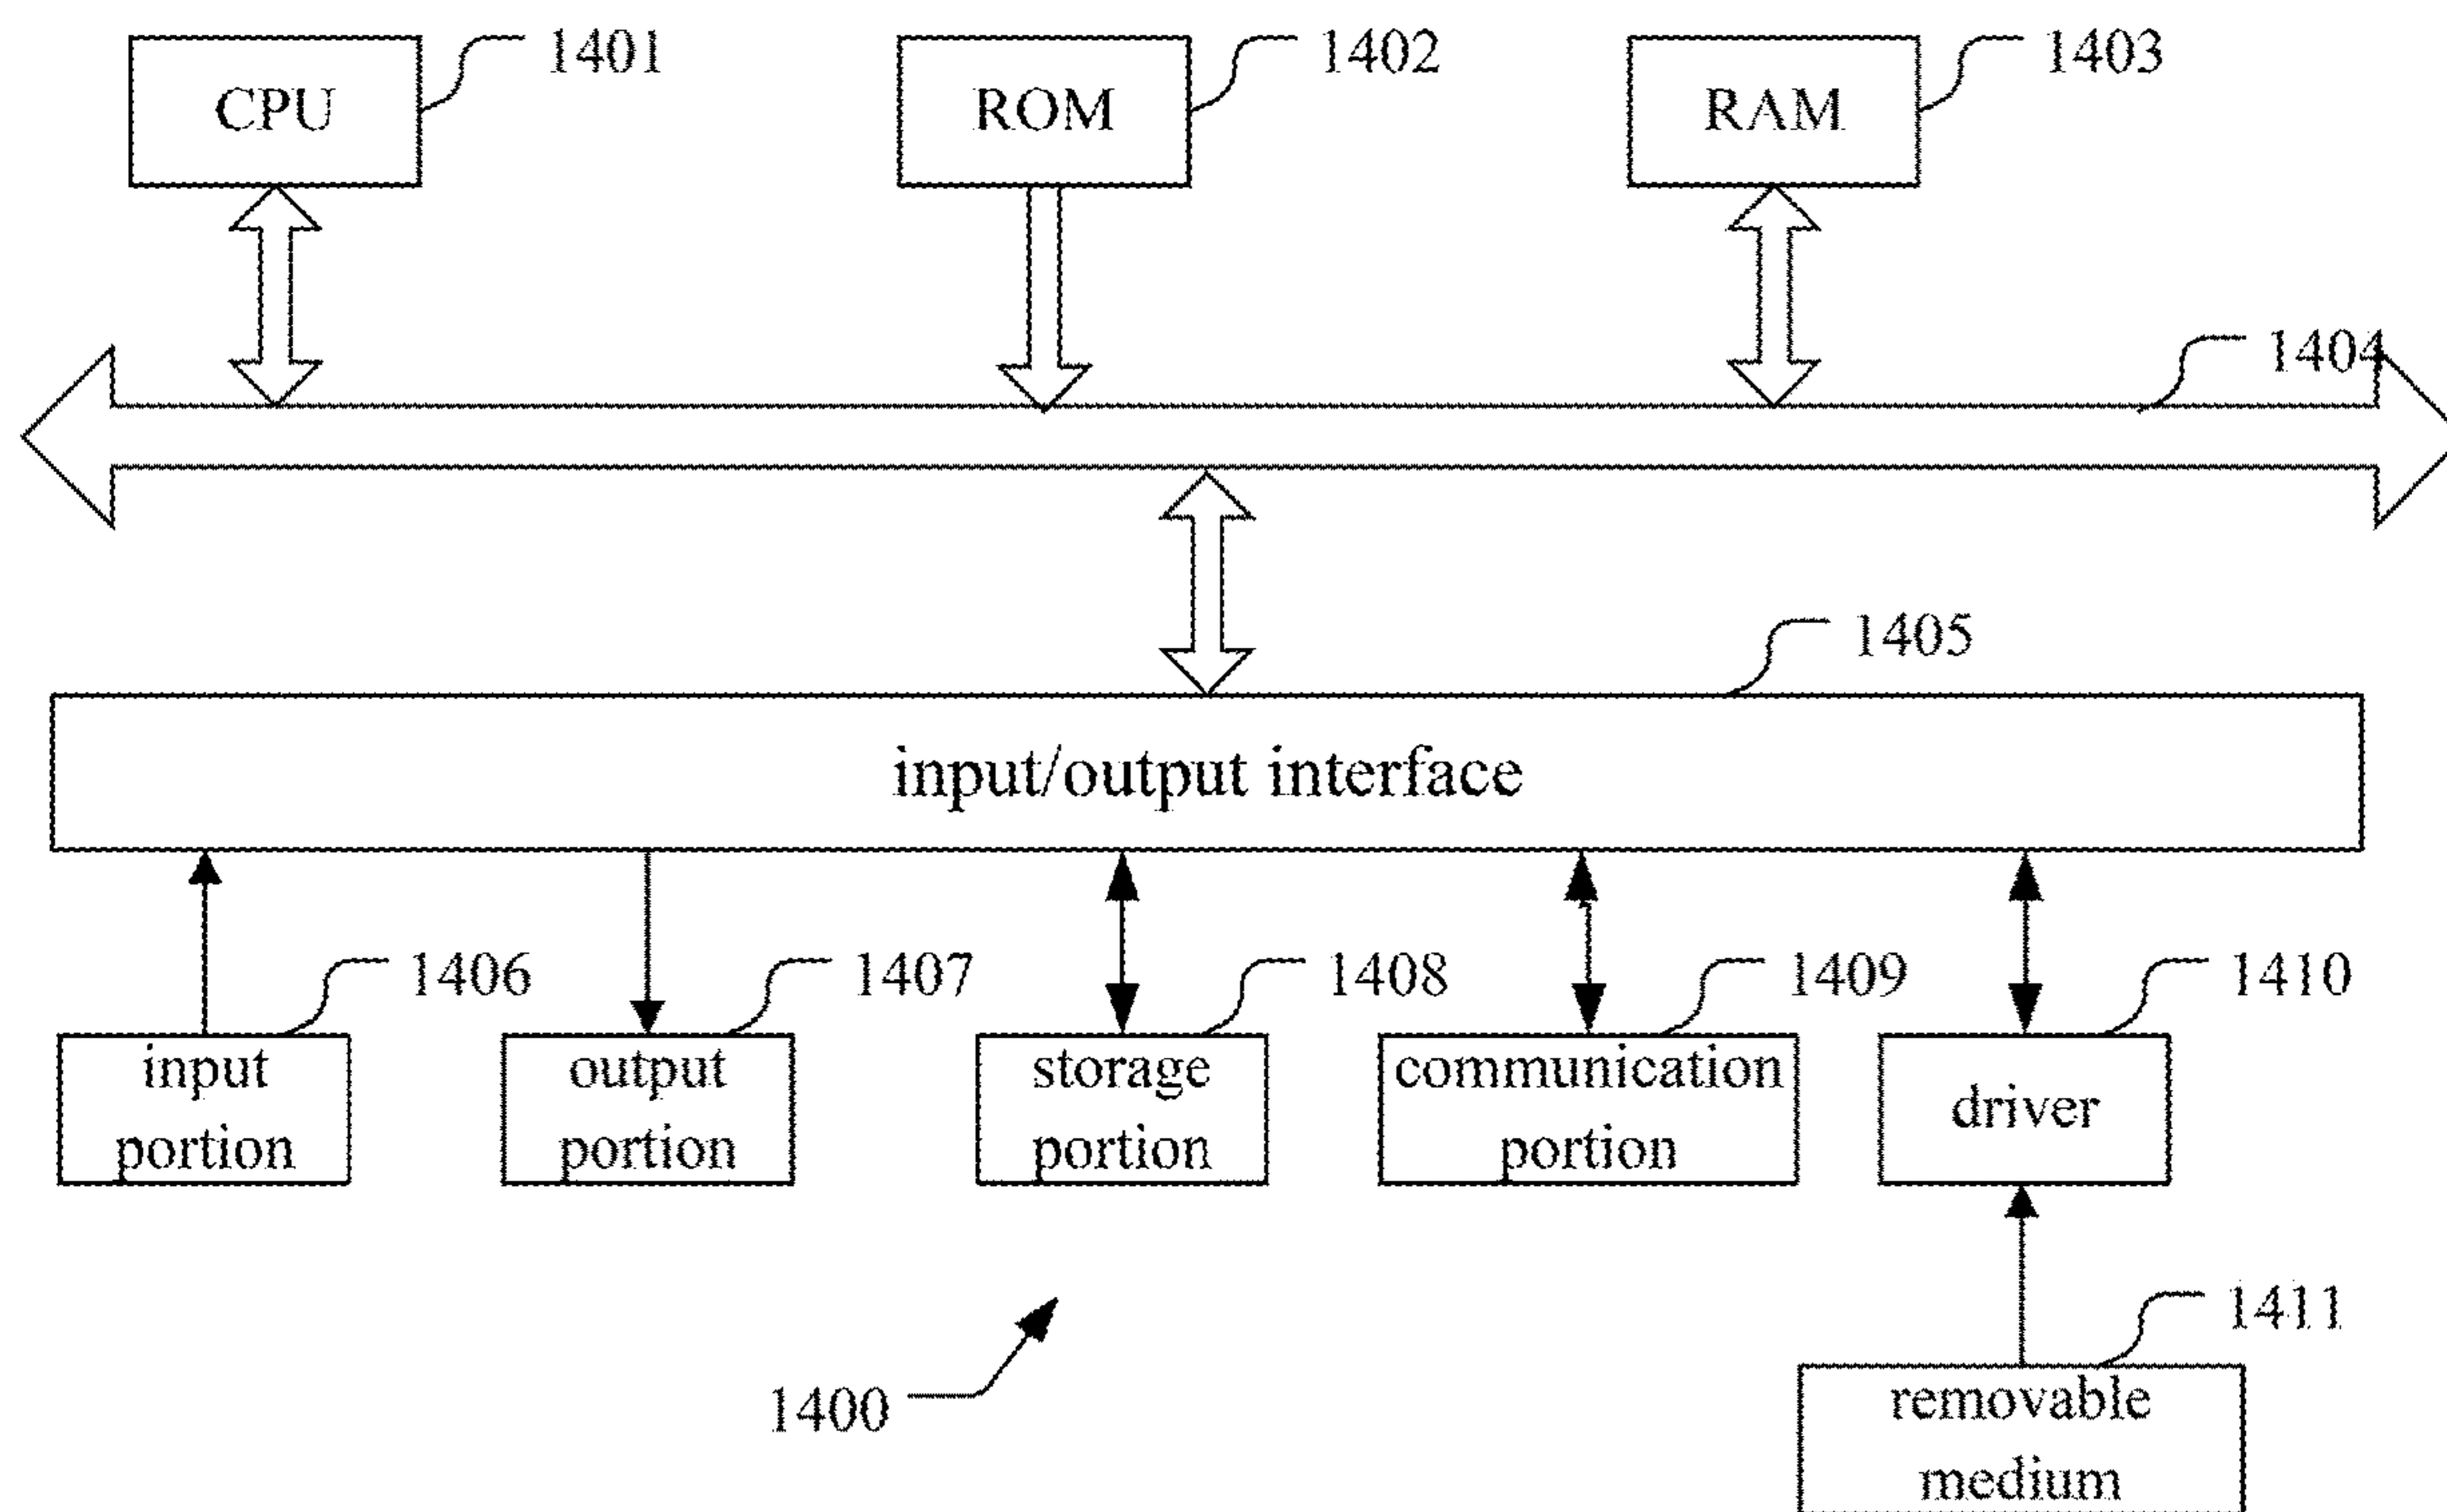 CPU
1401
ROM
1402
RAM
1403
1404
1405
input/output interface
1406
1407
1408
1409
1410
input
portion
output
portion
storage
portion
communication
portion
driver
1411
1400
removable
medium